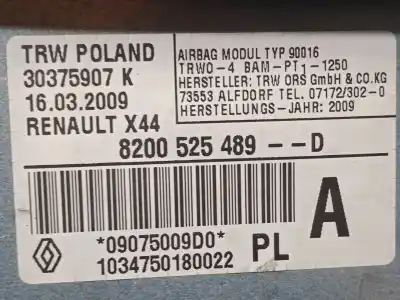 TRW POLAND
30375907 K
16.03.2009
RENAULT X44
AIRBAG MODUL TYP 90016
TRWO-4 BAM-PT1-1250
HERSTELLER: TRW ORS GmbH & CO.KG
73553 ALFDORF TEL. 07172/302-0
HERSTELLUNGS-JAHR: 2009
8200 525 489 --D
A
*09075009D0* PL
1034750180022